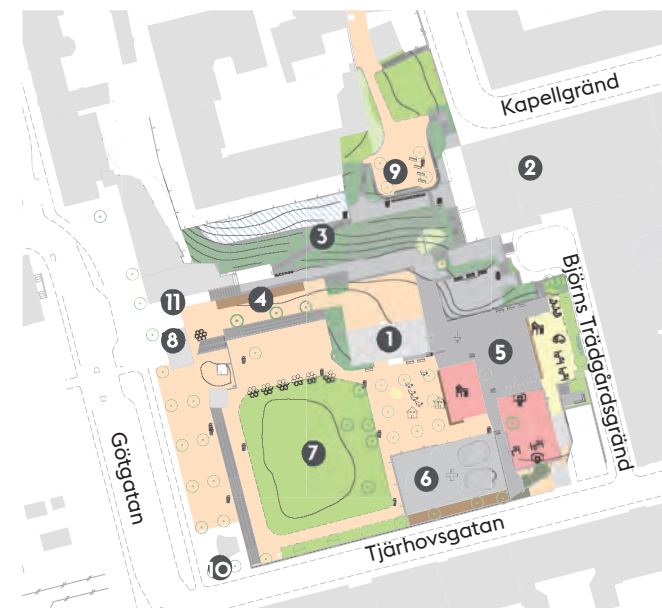 Kapellgränd
2
9
3
11
4
8
1
5
Björns Trädgårdsgränd
Götgatan
7
6
Tjärhovsgatan
10